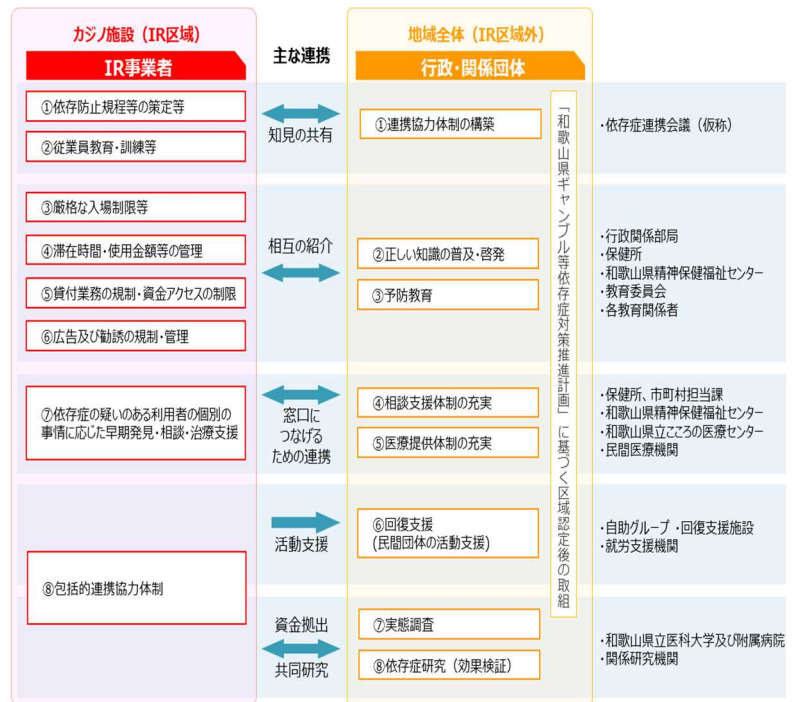 カジノ施設（IR区域）
IR事業者
主な連携
地域全体（IR区域外）
行政・関係団体
①依存防止規程等の策定等
②従業員教育・訓練等
知見の共有
①連携協力体制の構築
・依存症連携会議（仮称）
③厳格な入場制限等
④滞在時間・使用金額等の管理
⑤貸付業務の規制・資金アクセスの制限
⑥広告及び勧誘の規制・管理
相互の紹介
②正しい知識の普及・啓発
③予防教育
・行政関係部局
・保健所
・和歌山県精神保健福祉センター
・教育委員会
・各教育関係者
⑦依存症の疑いのある利用者の個別の
事情に応じた早期発見・相談・治療支援
窓口に
つなげる
ための連携
④相談支援体制の充実
⑤医療提供体制の充実
・保健所、市町村担当課
・和歌山県精神保健福祉センター
・和歌山県立こころの医療センター
・民間医療機関
⑧包括的連携協力体制
活動支援
⑥回復支援
(民間団体の活動支援)
・自助グループ ・回復支援施設
・就労支援機関
資金拠出
共同研究
⑦実態調査
⑧依存症研究（効果検証）
・和歌山県立医科大学及び附属病院
・関係研究機関
「和歌山県ギャンブル等依存症対策推進計画」に基づく区域認定後の取組